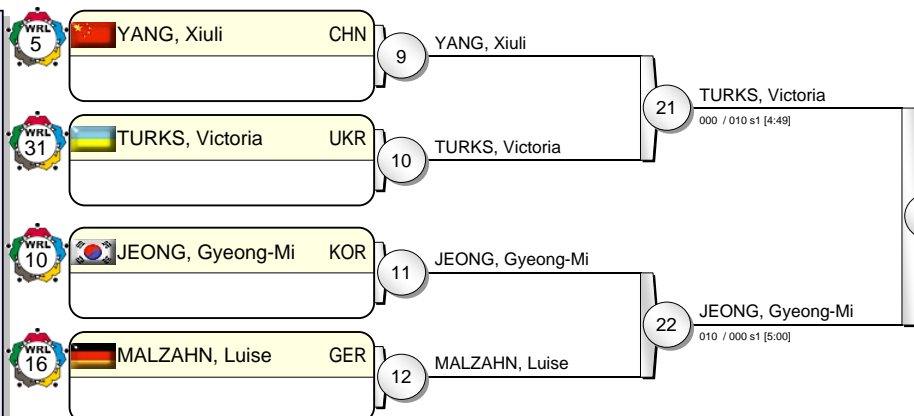 WRL
5
YANG, Xiuli CHN
9
YANG, Xiuli
21
TURKS, Victoria
000 / 010 s1 [4:49]
WRL
31
TURKS, Victoria UKR
10
TURKS, Victoria
WRL
10
JEONG, Gyeong-Mi KOR
11
JEONG, Gyeong-Mi
22
JEONG, Gyeong-Mi
010 / 000 s1 [5:00]
WRL
16
MALZAHN, Luise GER
12
MALZAHN, Luise